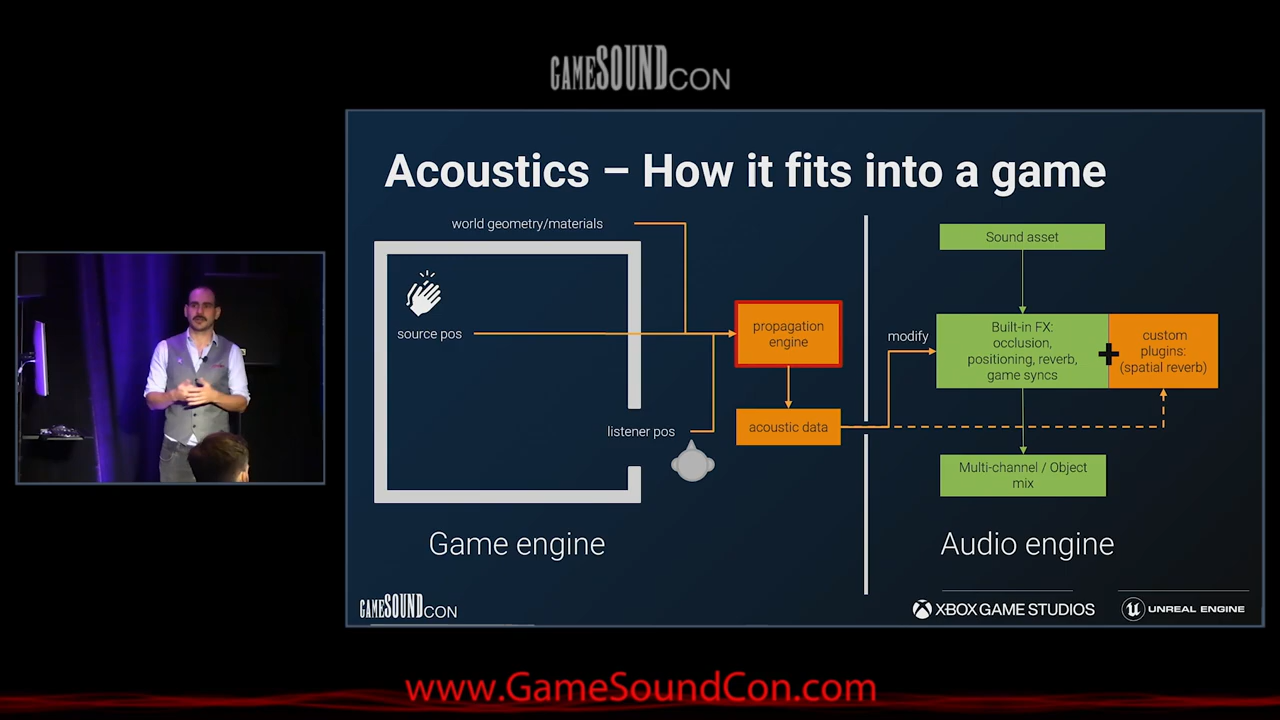 GAMESOUNDCON
Acoustics – How it fits into a game
world geometry/materials
source pos
listener pos
propagation
engine
acoustic data
Game engine
modify
Sound asset
Built-in FX:
occlusion,
positioning, reverb,
game syncs
+
custom
plugins:
(spatial reverb)
Multi-channel / Object
mix
Audio engine
GAMESOUNDCON
XBOX GAME STUDIOS
UNREAL ENGINE
www.GameSoundCon.com